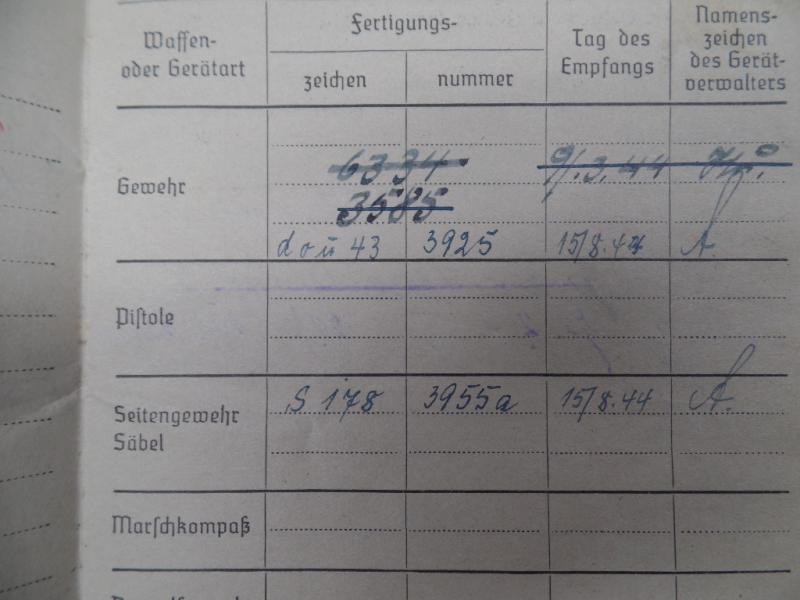 Waffen-
oder Gerätart
Fertigungs-
zeichen
nummer
Tag des
Empfangs
Namens-
zeichen
des Gerät-
verwalters
Gewehr
6334
9/.3.44
3585
dou 43 3925 15/8.44 A.
Pistole
Seitengewehr
Säbel
S 178 3955a 15/8.44 A.
Marschkompaß